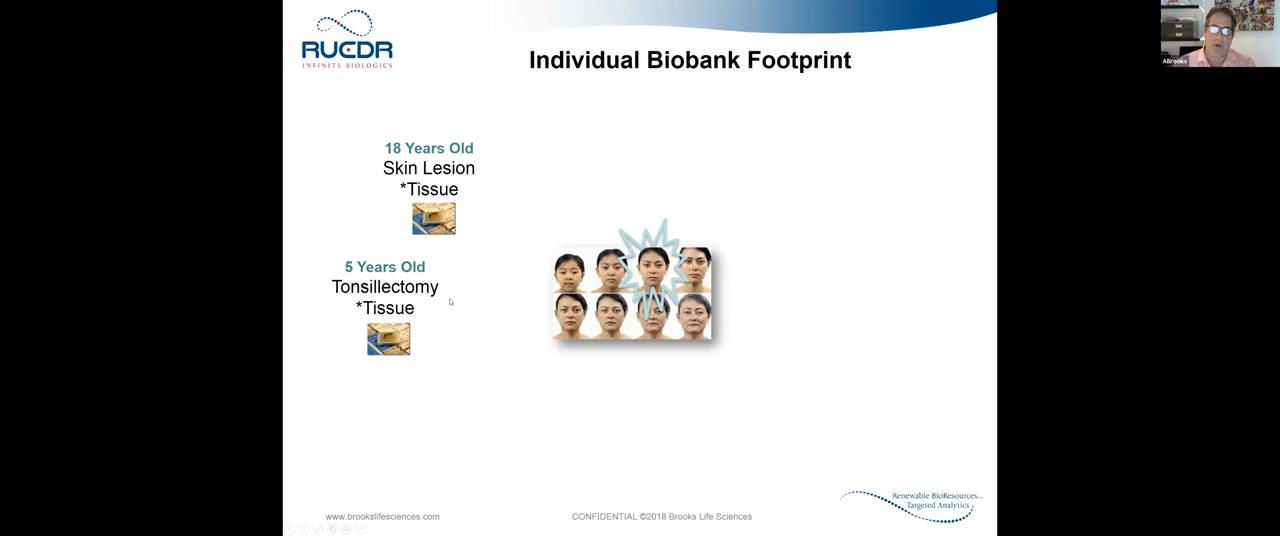 RUCDR
INFINITE BIOLOGICS
Individual Biobank Footprint
ABrooks
18 Years Old
Skin Lesion
*Tissue
5 Years Old
Tonsillectomy
*Tissue
Renewable BioResources...
Targeted Analytics
www.brookslifesciences.com
CONFIDENTIAL ©2018 Brooks Life Sciences